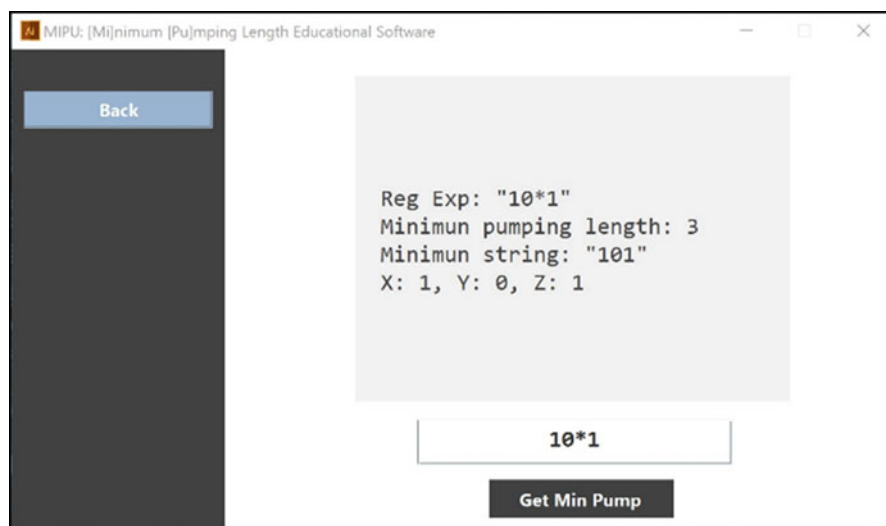 Ai MIPU: [Mi]nimum [Pu]mping Length Educational Software
Back
Reg Exp: "10*1"
Minimun pumping length: 3
Minimun string: "101"
X: 1, Y: 0, Z: 1
10*1
Get Min Pump